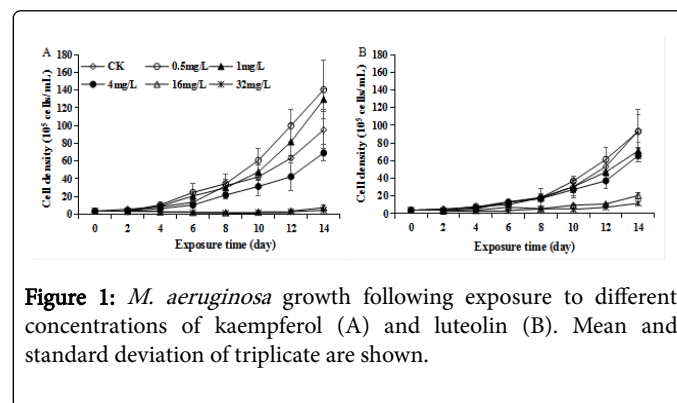 A B
CK 0.5mg/L 1mg/L
4mg/L 16mg/L 32mg/L
Cell density (10⁵ cells/mL)
180
160
140
120
100
80
60
40
20
0
0 2 4 6 8 10 12 14
Exposure time (day)
Cell density (10⁵ cells/mL)
180
160
140
120
100
80
60
40
20
0
0 2 4 6 8 10 12 14
Exposure time (day)
Figure 1: M. aeruginosa growth following exposure to different
concentrations of kaempferol (A) and luteolin (B). Mean and
standard deviation of triplicate are shown.